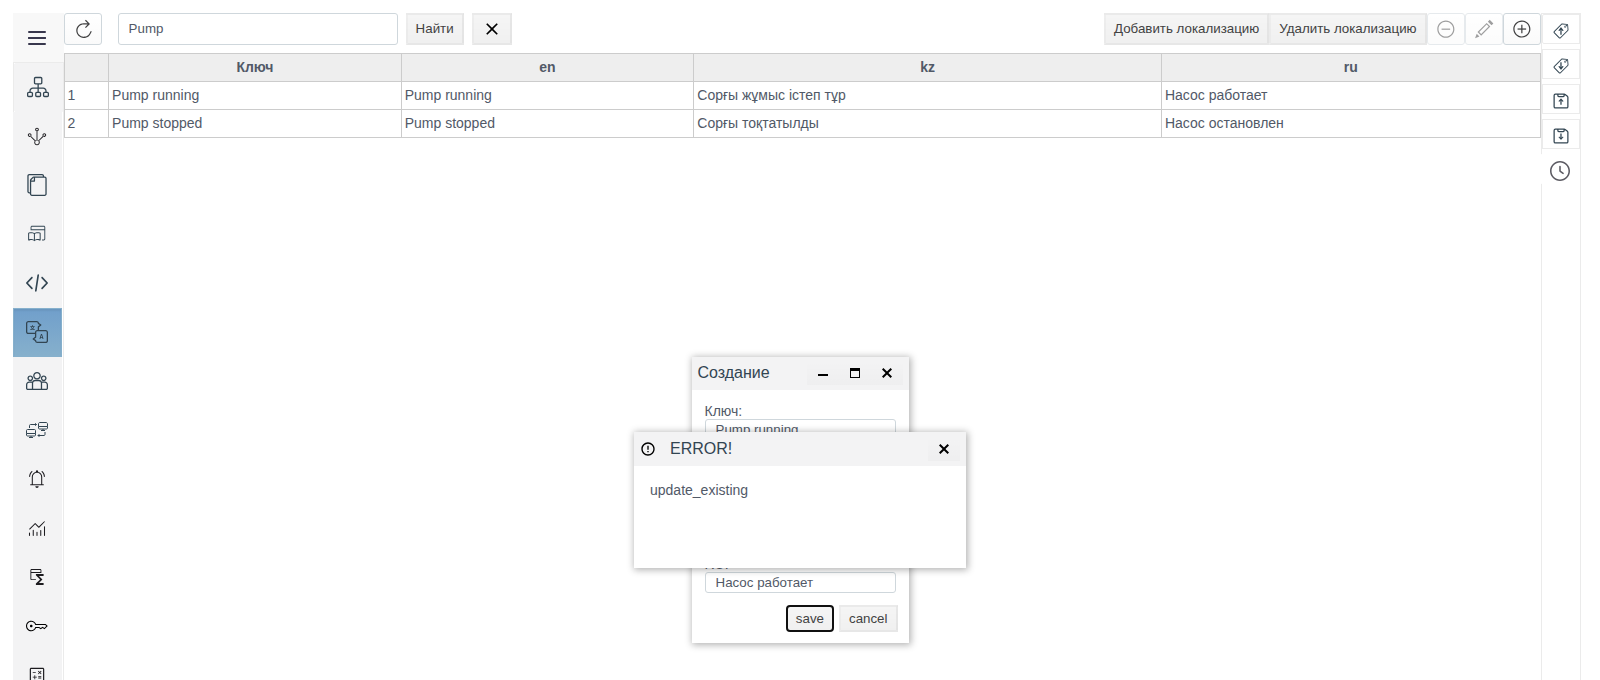 Pump Найти Добавить локализацию Удалить локализацию
Ключ en kz ru
1 Pump running Pump running Сорғы жұмыс істеп тұр Насос работает
2 Pump stopped Pump stopped Сорғы тоқтатылды Насос остановлен
Создание
Ключ:
Pump running
ERROR!
update_existing
Насос работает
save cancel